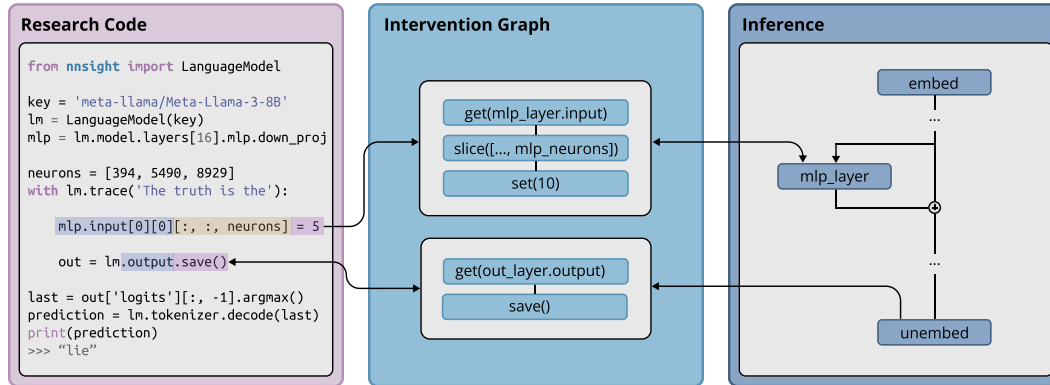 Research Code
from nnsight import LanguageModel
key = 'meta-llama/Meta-Llama-3-8B'
lm = LanguageModel(key)
mlp = lm.model.layers[16].mlp.down_proj
neurons = [394, 5490, 8929]
with lm.trace('The truth is the'):
mlp.input[0][0][:, :, neurons] = 5
out = lm.output.save()
last = out['logits'][:, -1].argmax()
prediction = lm.tokenizer.decode(last)
print(prediction)
>>> “lie”
Intervention Graph
get(mlp_layer.input)
slice([..., mlp_neurons])
set(10)
get(out_layer.output)
save()
Inference
embed
...
mlp_layer
...
unembed